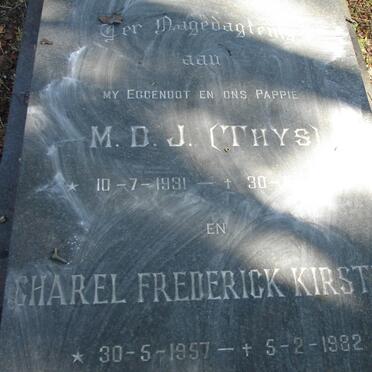 Ter Nagedagtenis
aan
MY EGGENOOT EN ONS PAPPIE
M. D. J. (THYS)
* 10-7-1931 — + 30-
EN
CHAREL FREDERICK KIRST
* 30-5-1957 — + 5-2-1982